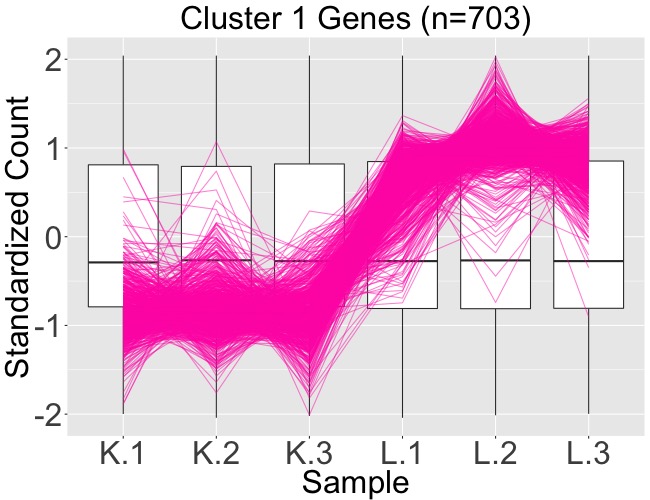 Cluster 1 Genes (n=703)
Standardized Count
2
1
0
-1
-2
K.1 K.2 K.3 L.1 L.2 L.3
Sample